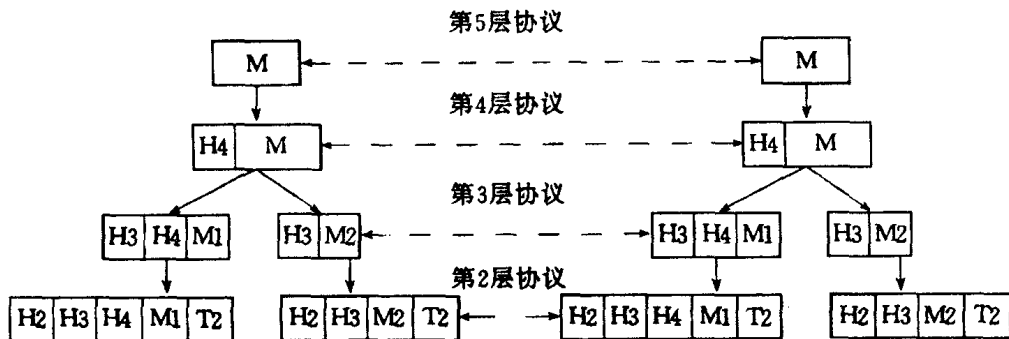 第5层协议
M M
第4层协议
H4 M H4 M
第3层协议
H3 H4 M1 H3 M2 H3 H4 M1 H3 M2
第2层协议
H2 H3 H4 M1 T2 H2 H3 M2 T2 H2 H3 H4 M1 T2 H2 H3 M2 T2